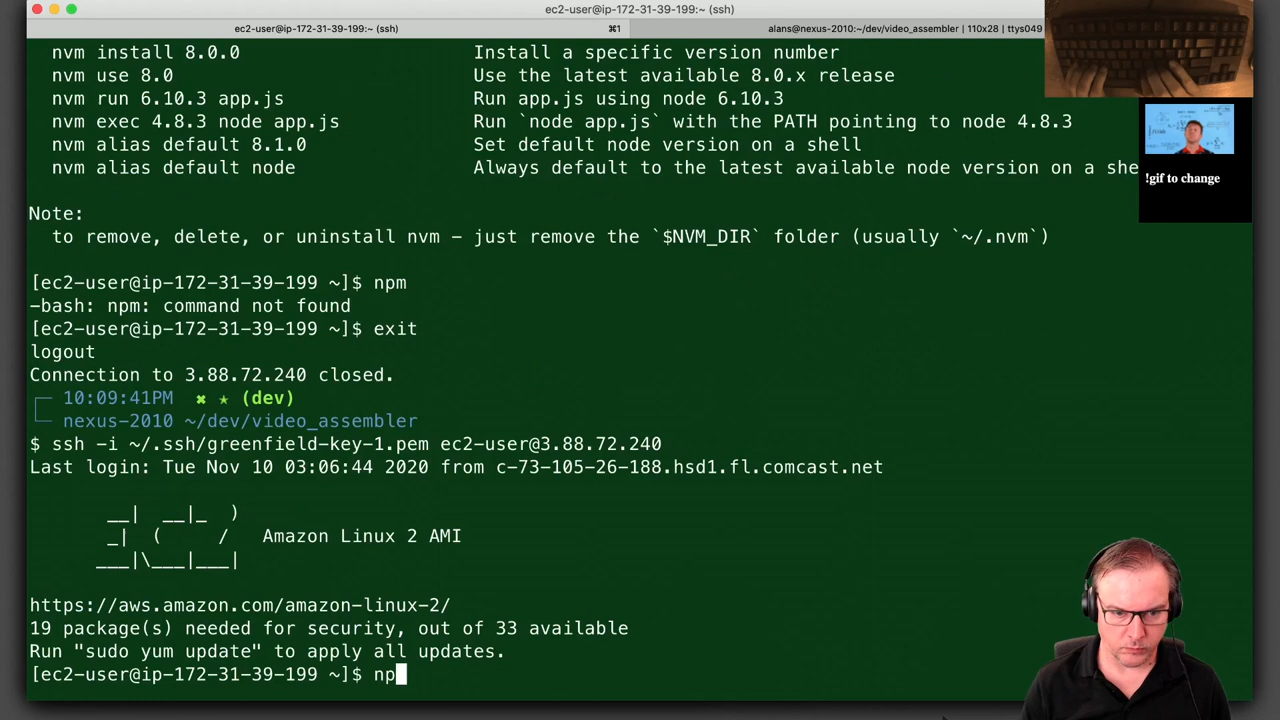 ec2-user@ip-172-31-39-199:~ (ssh)
ec2-user@ip-172-31-39-199:~ (ssh) ⌘1 alans@nexus-2010:~/dev/video_assembler | 110x28 | ttys049
nvm install 8.0.0 Install a specific version number
nvm use 8.0 Use the latest available 8.0.x release
nvm run 6.10.3 app.js Run app.js using node 6.10.3
nvm exec 4.8.3 node app.js Run `node app.js` with the PATH pointing to node 4.8.3
nvm alias default 8.1.0 Set default node version on a shell
nvm alias default node Always default to the latest available node version on a she
!gif to change
Note:
to remove, delete, or uninstall nvm - just remove the `$NVM_DIR` folder (usually `~/.nvm`)
[ec2-user@ip-172-31-39-199 ~]$ npm
-bash: npm: command not found
[ec2-user@ip-172-31-39-199 ~]$ exit
logout
Connection to 3.88.72.240 closed.
10:09:41PM ✖ ★ (dev)
nexus-2010 ~/dev/video_assembler
$ ssh -i ~/.ssh/greenfield-key-1.pem ec2-user@3.88.72.240
Last login: Tue Nov 10 03:06:44 2020 from c-73-105-26-188.hsd1.fl.comcast.net
__| __|_ )
_| ( / Amazon Linux 2 AMI
___|\___|___|
https://aws.amazon.com/amazon-linux-2/
19 package(s) needed for security, out of 33 available
Run "sudo yum update" to apply all updates.
[ec2-user@ip-172-31-39-199 ~]$ np